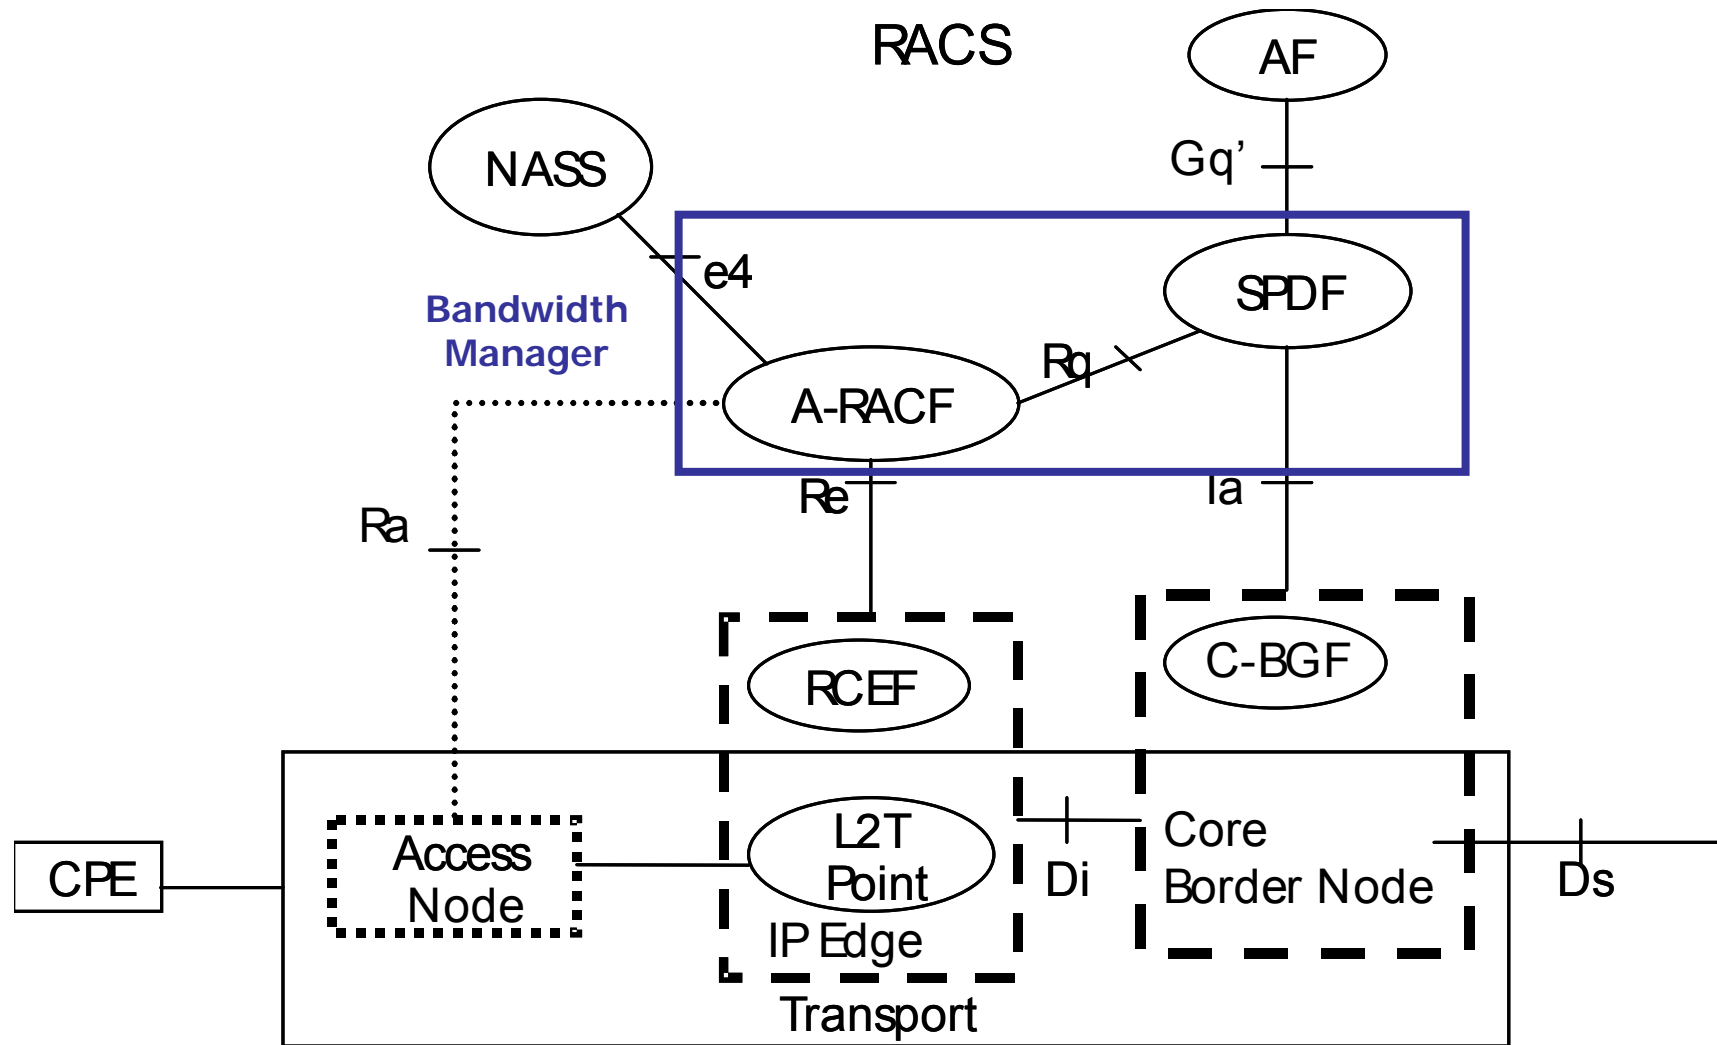 RACS
AF
Gq’
NASS
e4
SPDF
Bandwidth
Manager
Rq
A-RACF
Re
Ia
Ra
C-BGF
RCEF
L2T
Point
Access
Node
Core
Border Node
CPE
Di
Ds
IP Edge
Transport